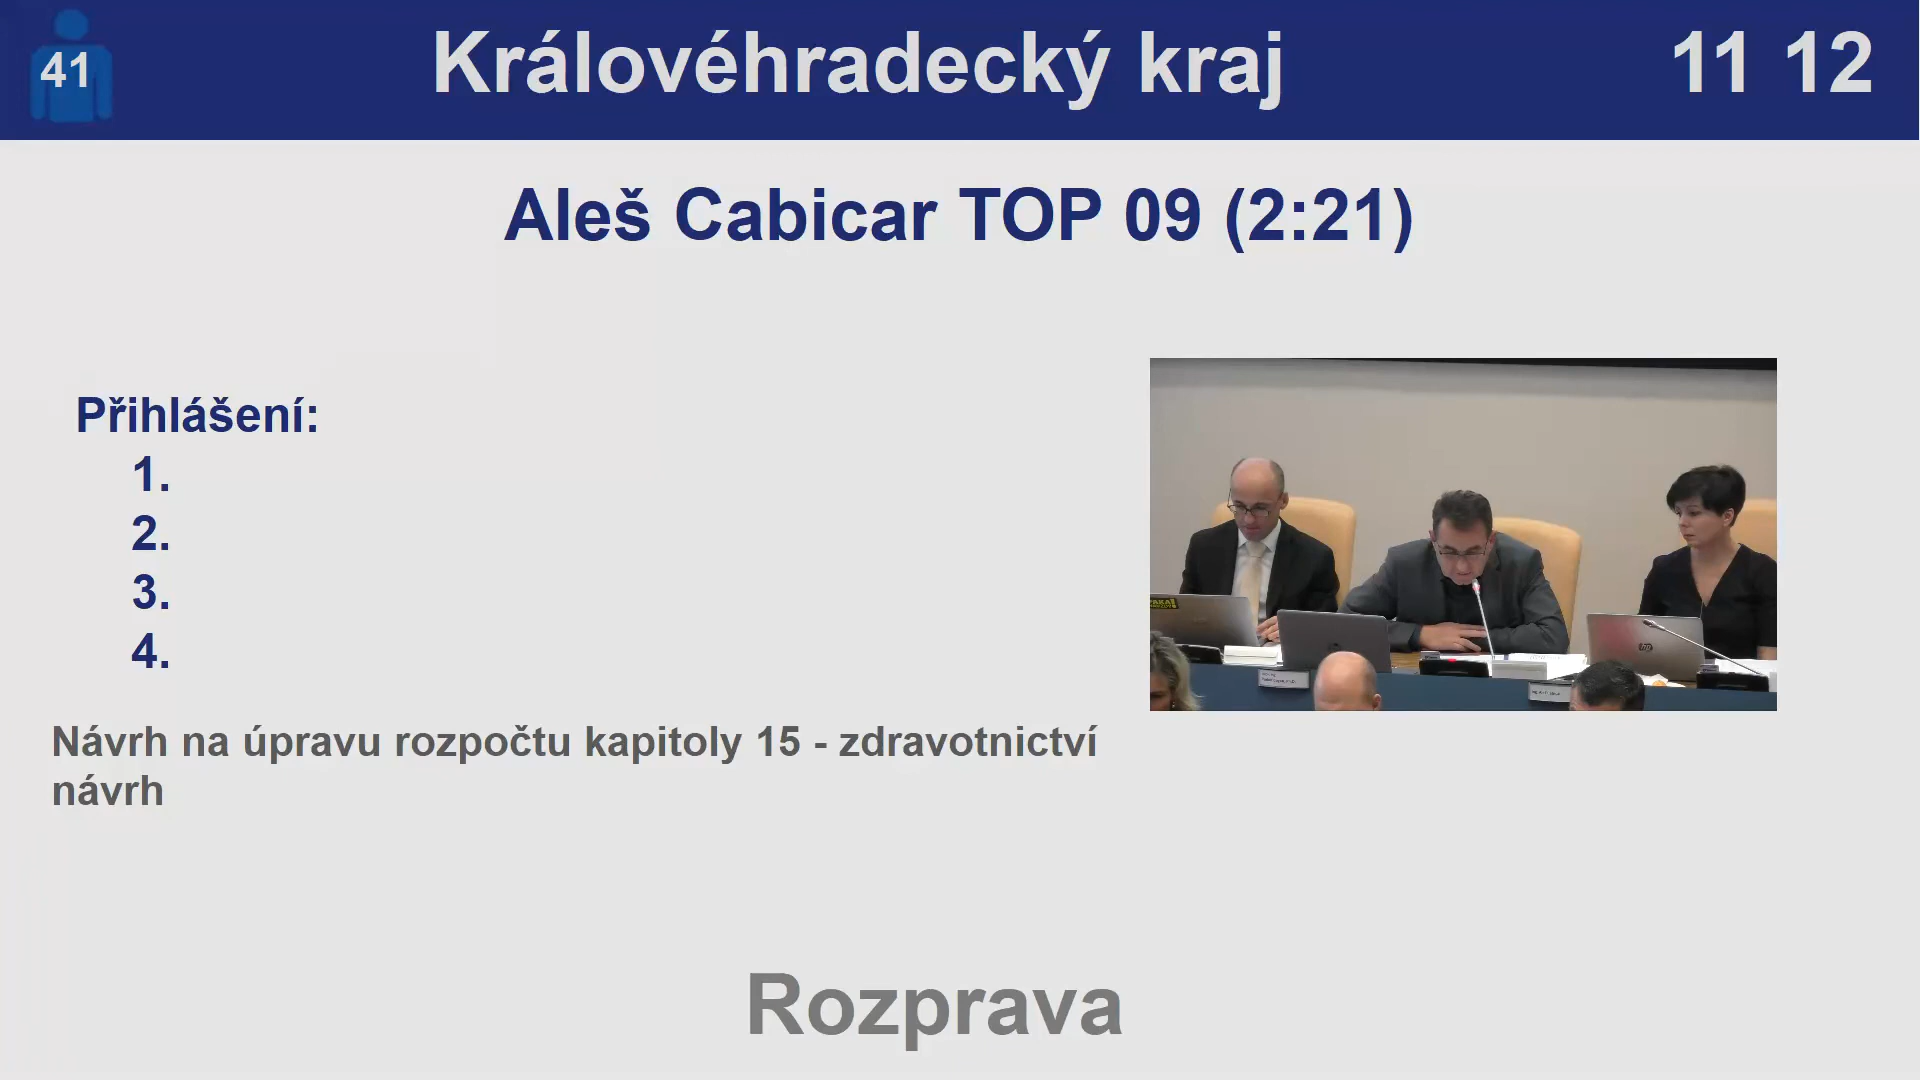 41
Královéhradecký kraj
11 12
Aleš Cabicar TOP 09 (2:21)
Přihlášení:
1.
2.
3.
4.
Návrh na úpravu rozpočtu kapitoly 15 - zdravotnictví
návrh
Rozprava